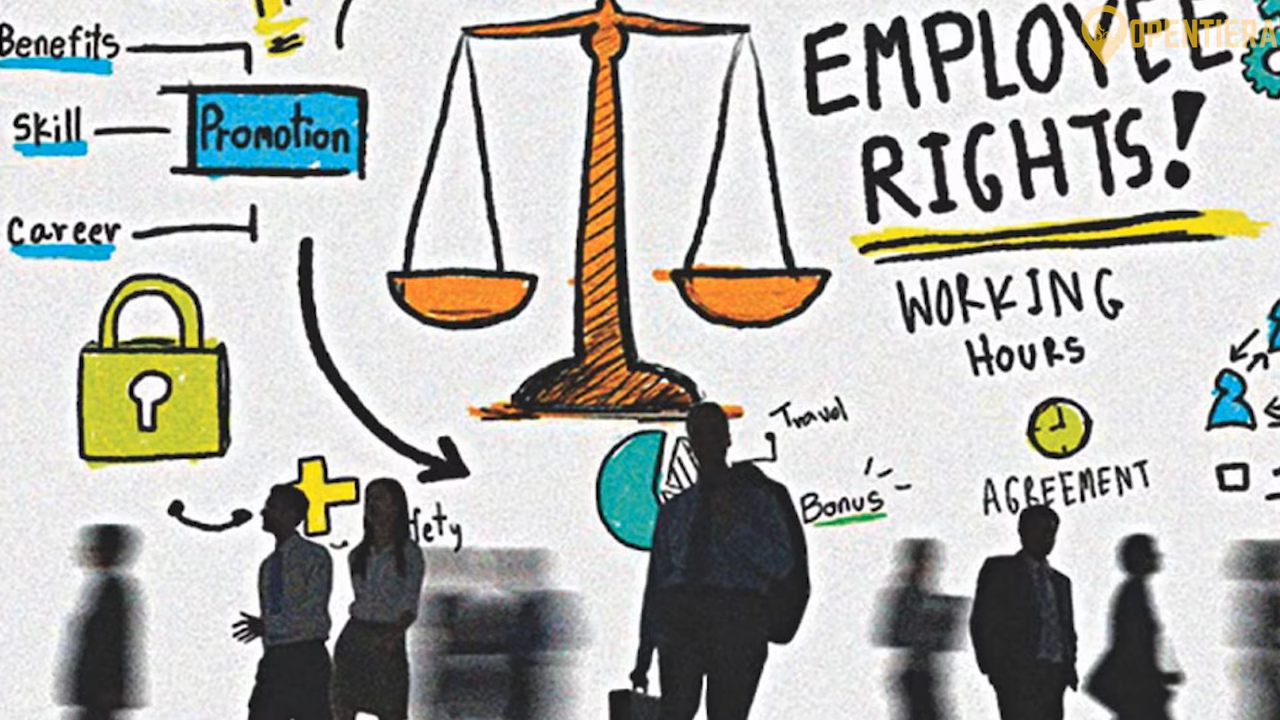 Benefits
Skill
Promotion
Career
EMPLOYEE
RIGHTS!
OPENTIERA
WORKING
HOURS
Travel
Bonus
AGREEMENT